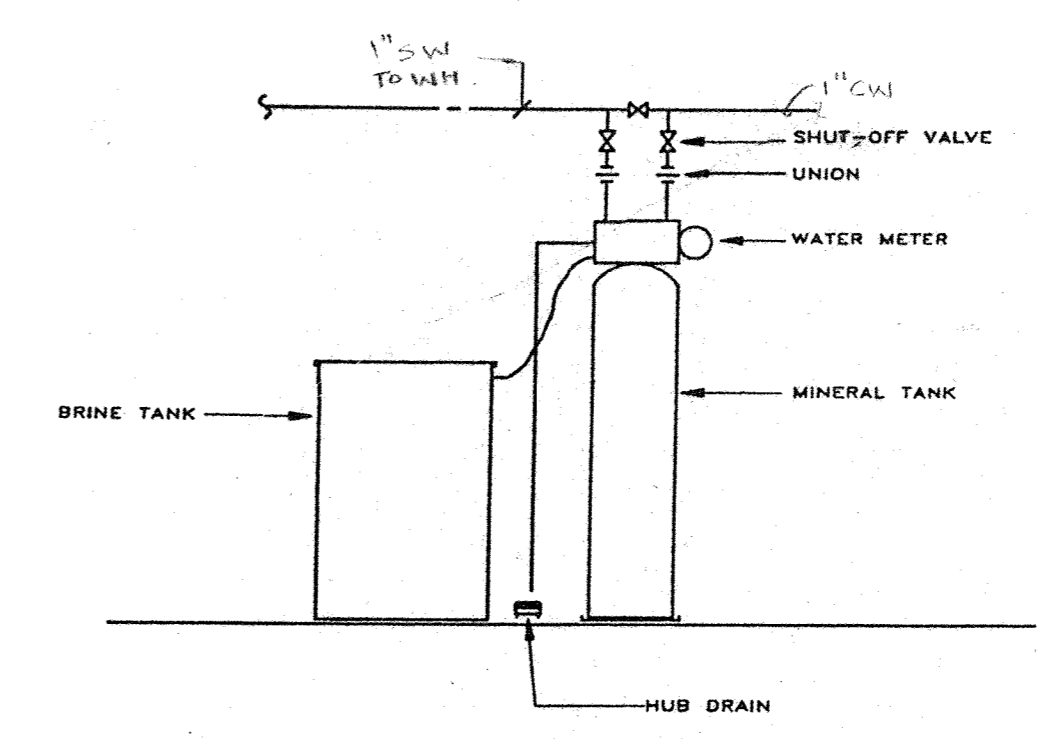 1" SW
TO WH.
1" CW
SHUT-OFF VALVE
UNION
WATER METER
MINERAL TANK
BRINE TANK
HUB DRAIN